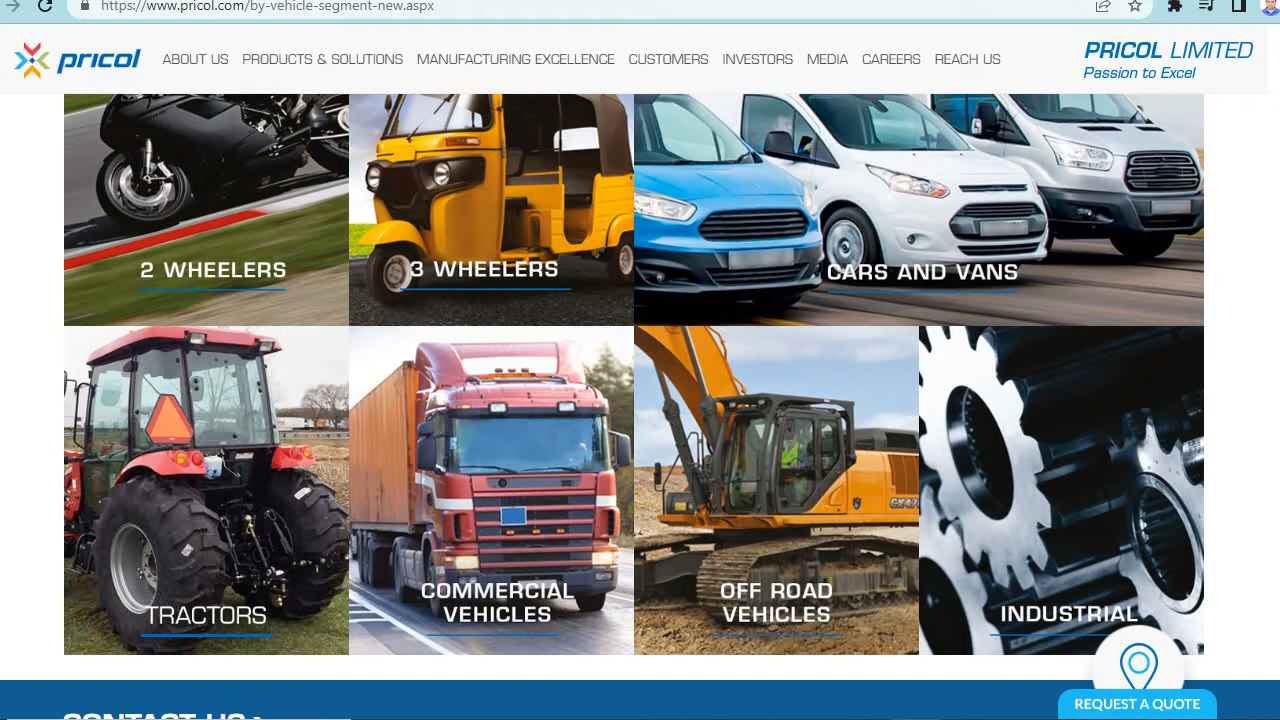 https://www.pricol.com/by-vehicle-segment-new.aspx
pricol
ABOUT US PRODUCTS & SOLUTIONS MANUFACTURING EXCELLENCE CUSTOMERS INVESTORS MEDIA CAREERS REACH US
PRICOL LIMITED
Passion to Excel
2 WHEELERS
3 WHEELERS
CARS AND VANS
TRACTORS
COMMERCIAL
VEHICLES
OFF ROAD
VEHICLES
INDUSTRIAL
REQUEST A QUOTE
CONTACT US